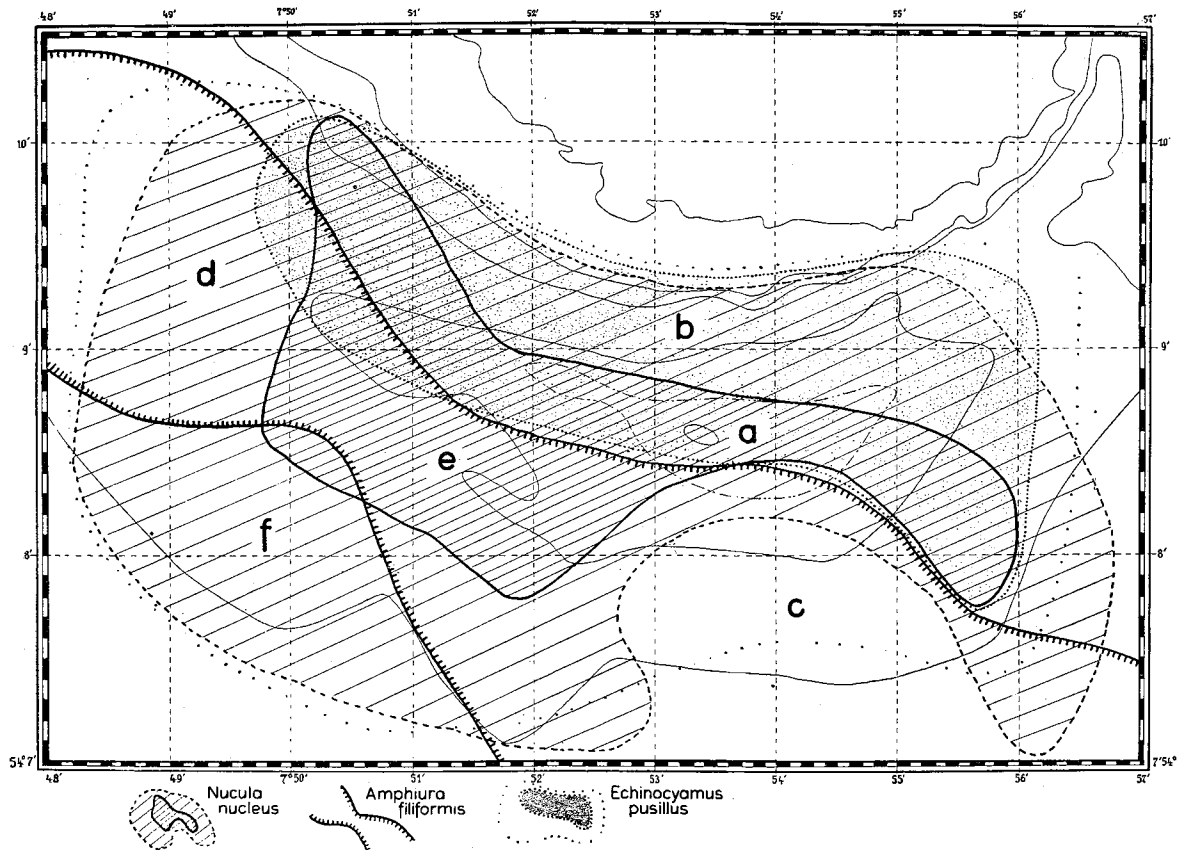 48' 49' 7°50' 51' 52' 53' 54' 55' 56' 57'
10' 10'
d
b
9' 9'
a
e
8' 8'
f
c
54°7' 7'54°
48' 49' 7°50' 51' 52' 53' 54' 55' 56' 57'
Nucula
nucleus
Amphiura
filiformis
Echinocyamus
pusillus